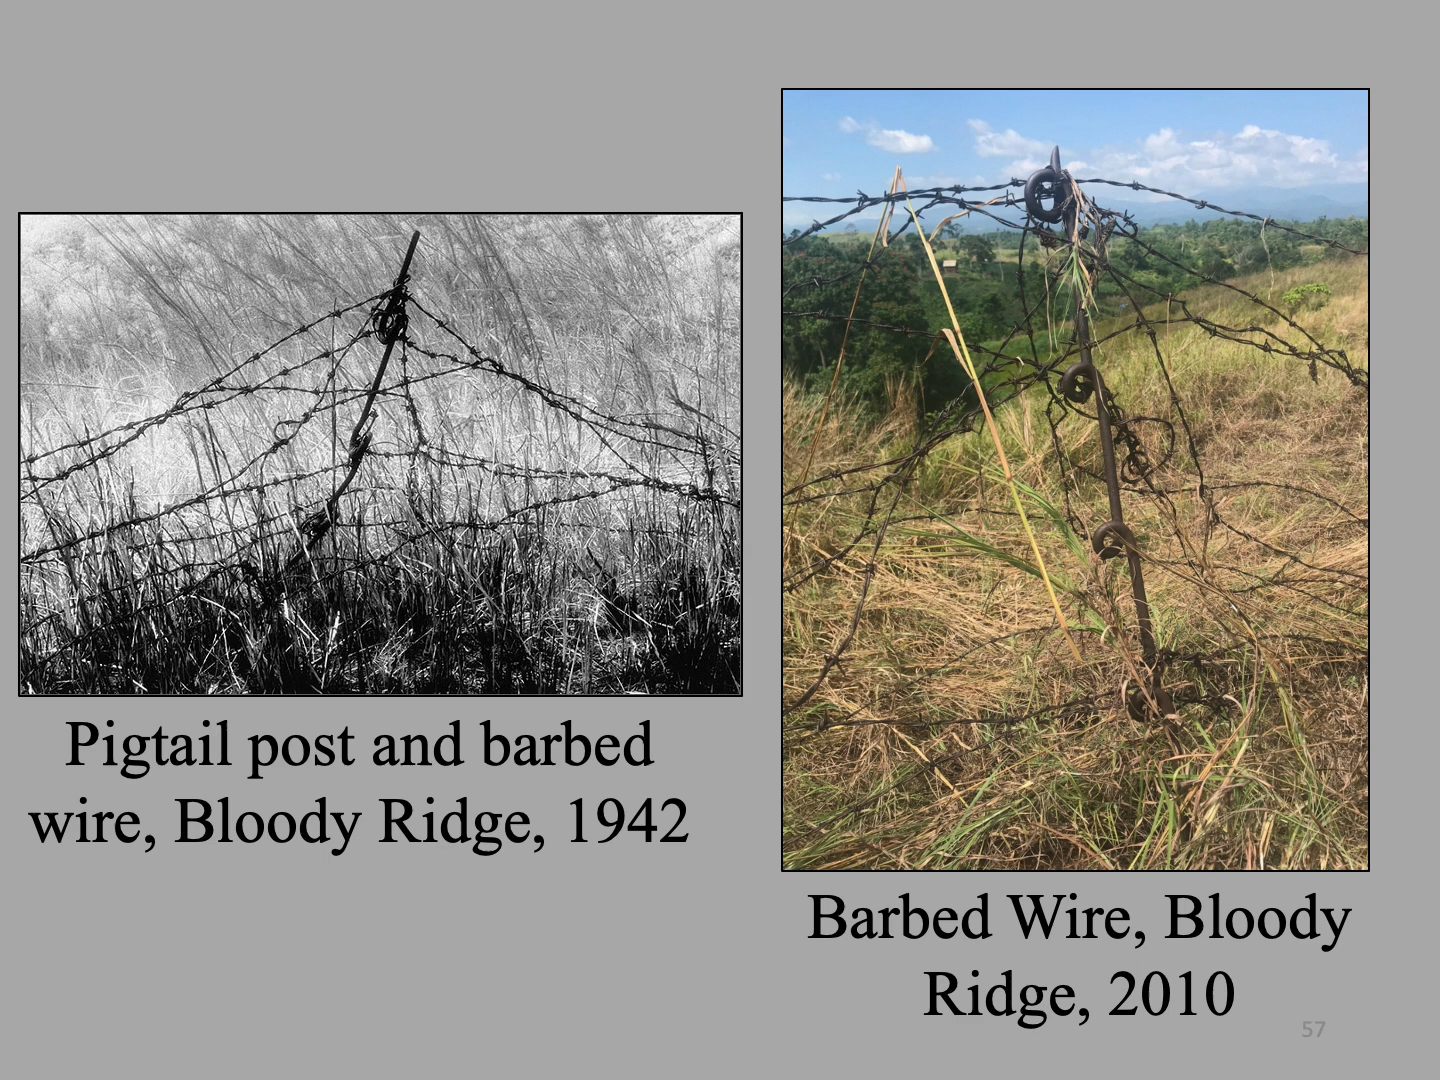 Pigtail post and barbed
wire, Bloody Ridge, 1942
Barbed Wire, Bloody
Ridge, 2010
57